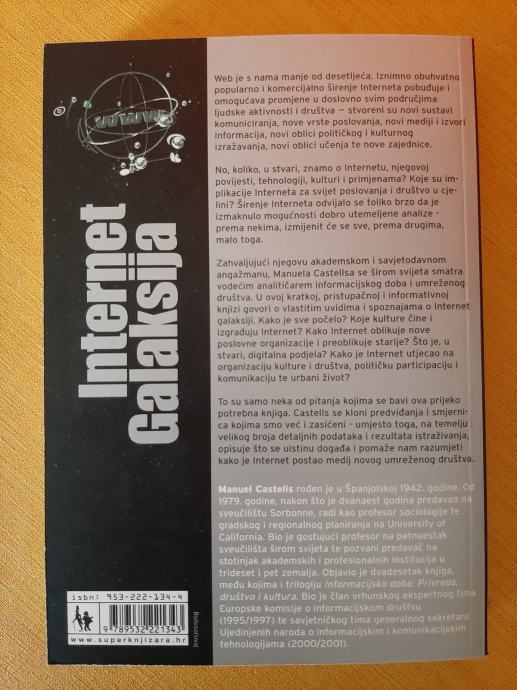 www
Internet
Galaksija
Web je s nama manje od desetljeća. Iznimno obuhvatno
popularno i komercijalno širenje Interneta pobuđuje i
omogućava promjene u doslovno svim područjima
ljudske aktivnosti i društva — stvoreni su novi sustavi
komuniciranja, nove vrste poslovanja, novi mediji i izvori
informacija, novi oblici političkog i kulturnog
izražavanja, novi oblici učenja te nove zajednice.
No, koliko, u stvari, znamo o Internetu, njegovoj
povijesti, tehnologiji, kulturi i primjenama? Koje su im-
plikacije Interneta za svijet poslovanja i društvo u cje-
lini? Širenje Interneta odvijalo se toliko brzo da je
izmaknulo mogućnosti dobro utemeljene analize -
prema nekima, izmijenit će se sve, prema drugima,
malo toga.
Zahvaljujući njegovu akademskom i savjetodavnom
angažmanu, Manuela Castellsa se širom svijeta smatra
vodećim analitičarem informacijskog doba i umreženog
društva. U ovoj kratkoj, pristupačnoj i informativnoj
knjizi govori o vlastitim uvidima i spoznajama o Internet
galaksiji. Kako je sve počelo? Koje kulture čine i
izgrađuju Internet? Kako Internet oblikuje nove
poslovne organizacije i preoblikuje starije? Što je, u
stvari, digitalna podjela? Kako je Internet utjecao na
organizaciju kulture i društva, političku participaciju i
komunikaciju te urbani život?
To su samo neka od pitanja kojima se bavi ova prijeko
potrebna knjiga. Castells se kloni predviđanja i smjerni-
ca kojima smo već i zasićeni - umjesto toga, na temelju
velikog broja detaljnih podataka i rezultata istraživanja,
opisuje što se uistinu događa i pomaže nam razumjeti
kako je Internet postao medij novog umreženog društva.
Manuel Castells rođen je u Španjolskoj 1942. godine. Od
1979. godine, nakon što je dvanaest godina predavao na
sveučilištu Sorbonne, radi kao profesor sociologije te
gradskog i regionalnog planiranja na University of
California. Bio je gostujući profesor na petnaestak
sveučilišta širom svijeta te pozvani predavač na
stotinjak akademskih i profesionalnih institucija u
trideset i pet zemalja. Objavio je dvadesetak knjiga,
među kojima i trilogiju Informacijsko doba: Privreda,
društvo i kultura. Bio je član vrhunskog ekspertnog tima
Europske komisije o informacijskom društvu
(1995/1997) te savjetničkog tima generalnog sekretara
Ujedinjenih naroda o informacijskim i komunikacijskim
tehnologijama (2000/2001).
isbn: 953-222-134-4
9 789532 221343
www.superknjizara.hr